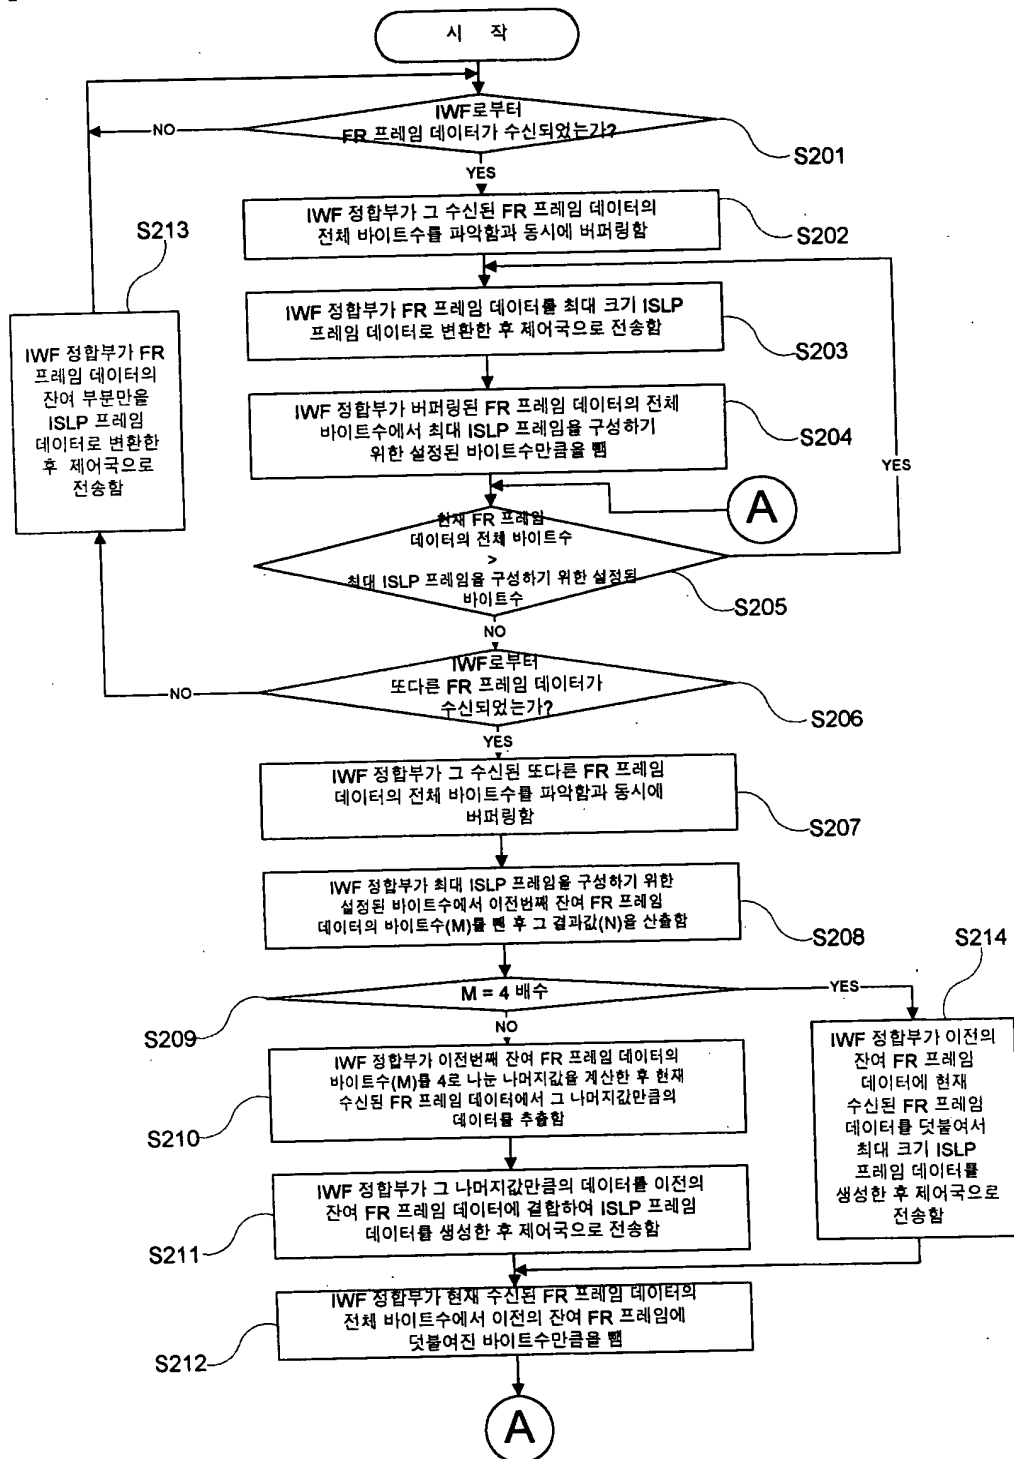 시 작
IWF로부터
FR 프레임 데이터가 수신되었는가?
NO
S201
YES
IWF 정합부가 그 수신된 FR 프레임 데이터의
전체 바이트수를 파악함과 동시에 버퍼링함
S202
S213
IWF 정합부가 FR 프레임 데이터를 최대 크기 ISLP
프레임 데이터로 변환한 후 제어국으로 전송함
S203
IWF 정합부가 FR
프레임 데이터의
잔여 부분만을
ISLP 프레임
데이터로 변환한
후 제어국으로
전송함
IWF 정합부가 버퍼링된 FR 프레임 데이터의 전체
바이트수에서 최대 ISLP 프레임을 구성하기
위한 설정된 바이트수만큼을 뺌
S204
YES
A
현재 FR 프레임
데이터의 전체 바이트수
>
최대 ISLP 프레임을 구성하기 위한 설정된
바이트수
S205
NO
IWF로부터
또다른 FR 프레임 데이터가
수신되었는가?
NO
S206
YES
IWF 정합부가 그 수신된 또다른 FR 프레임
데이터의 전체 바이트수를 파악함과 동시에
버퍼링함
S207
IWF 정합부가 최대 ISLP 프레임을 구성하기 위한
설정된 바이트수에서 이전번째 잔여 FR 프레임
데이터의 바이트수(M)를 뺀 후 그 결과값(N)을 산출함
S208
S214
M = 4 배수
YES
S209
NO
IWF 정합부가 이전번째 잔여 FR 프레임 데이터의
바이트수(M)를 4로 나눈 나머지값을 계산한 후 현재
수신된 FR 프레임 데이터에서 그 나머지값만큼의
데이터를 추출함
S210
IWF 정합부가 이전의
잔여 FR 프레임
데이터에 현재
수신된 FR 프레임
데이터를 덧붙여서
최대 크기 ISLP
프레임 데이터를
생성한 후 제어국으로
전송함
IWF 정합부가 그 나머지값만큼의 데이터를 이전의
잔여 FR 프레임 데이터에 결합하여 ISLP 프레임
데이터를 생성한 후 제어국으로 전송함
S211
IWF 정합부가 현재 수신된 FR 프레임 데이터의
전체 바이트수에서 이전의 잔여 FR 프레임에
덧붙여진 바이트수만큼을 뺌
S212
A